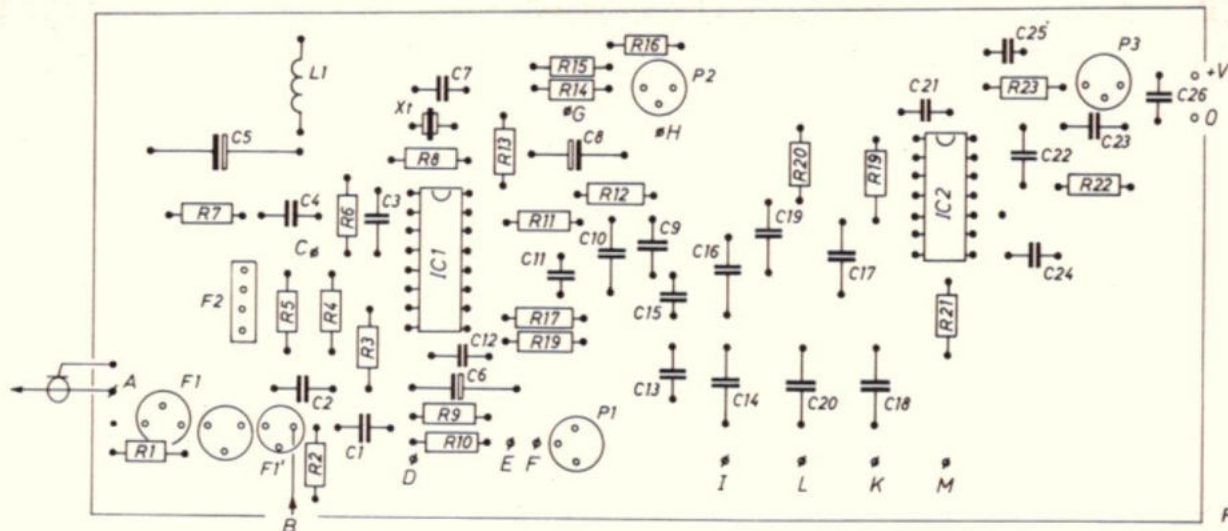 R16
C25'
P3
C7
R15
P2
+V
L1
R14
C21
R23
C26
Xt
G
H
0
C5
R13
C8
R20
R19
C23
R8
C22
R12
IC2
R22
C4
R6
C3
R7
R11
C19
C10
C9
C
IC1
C16
C11
C17
C24
F2
R5
R4
C15
R21
R3
R17
R19
C12
C6
C13
C14
C20
C18
A
F1
C2
R9
P1
R1
R2
C1
R10
E
F
F1'
D
I
L
K
M
B